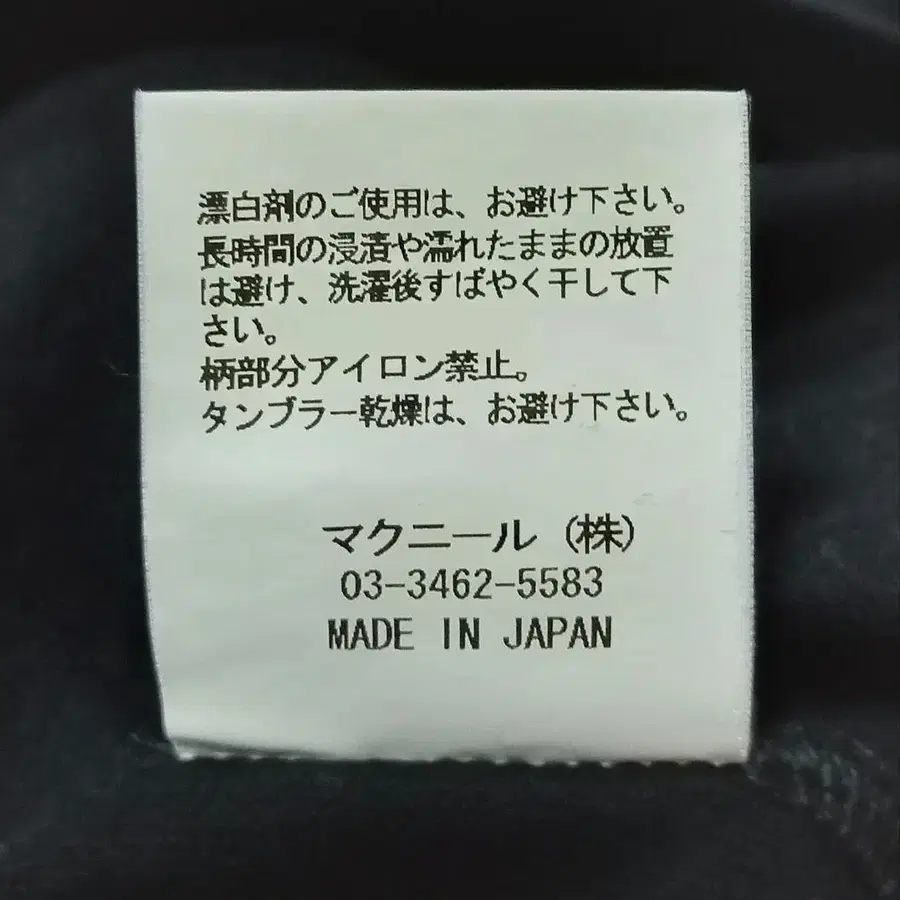 漂白剤のご使用は、お避け下さい。
長時間の浸漬や濡れたままの放置
は避け、洗濯後すばやく干して下
さい。
柄部分アイロン禁止。
タンブラー乾燥は、お避け下さい。
マクニール（株）
03-3462-5583
MADE IN JAPAN